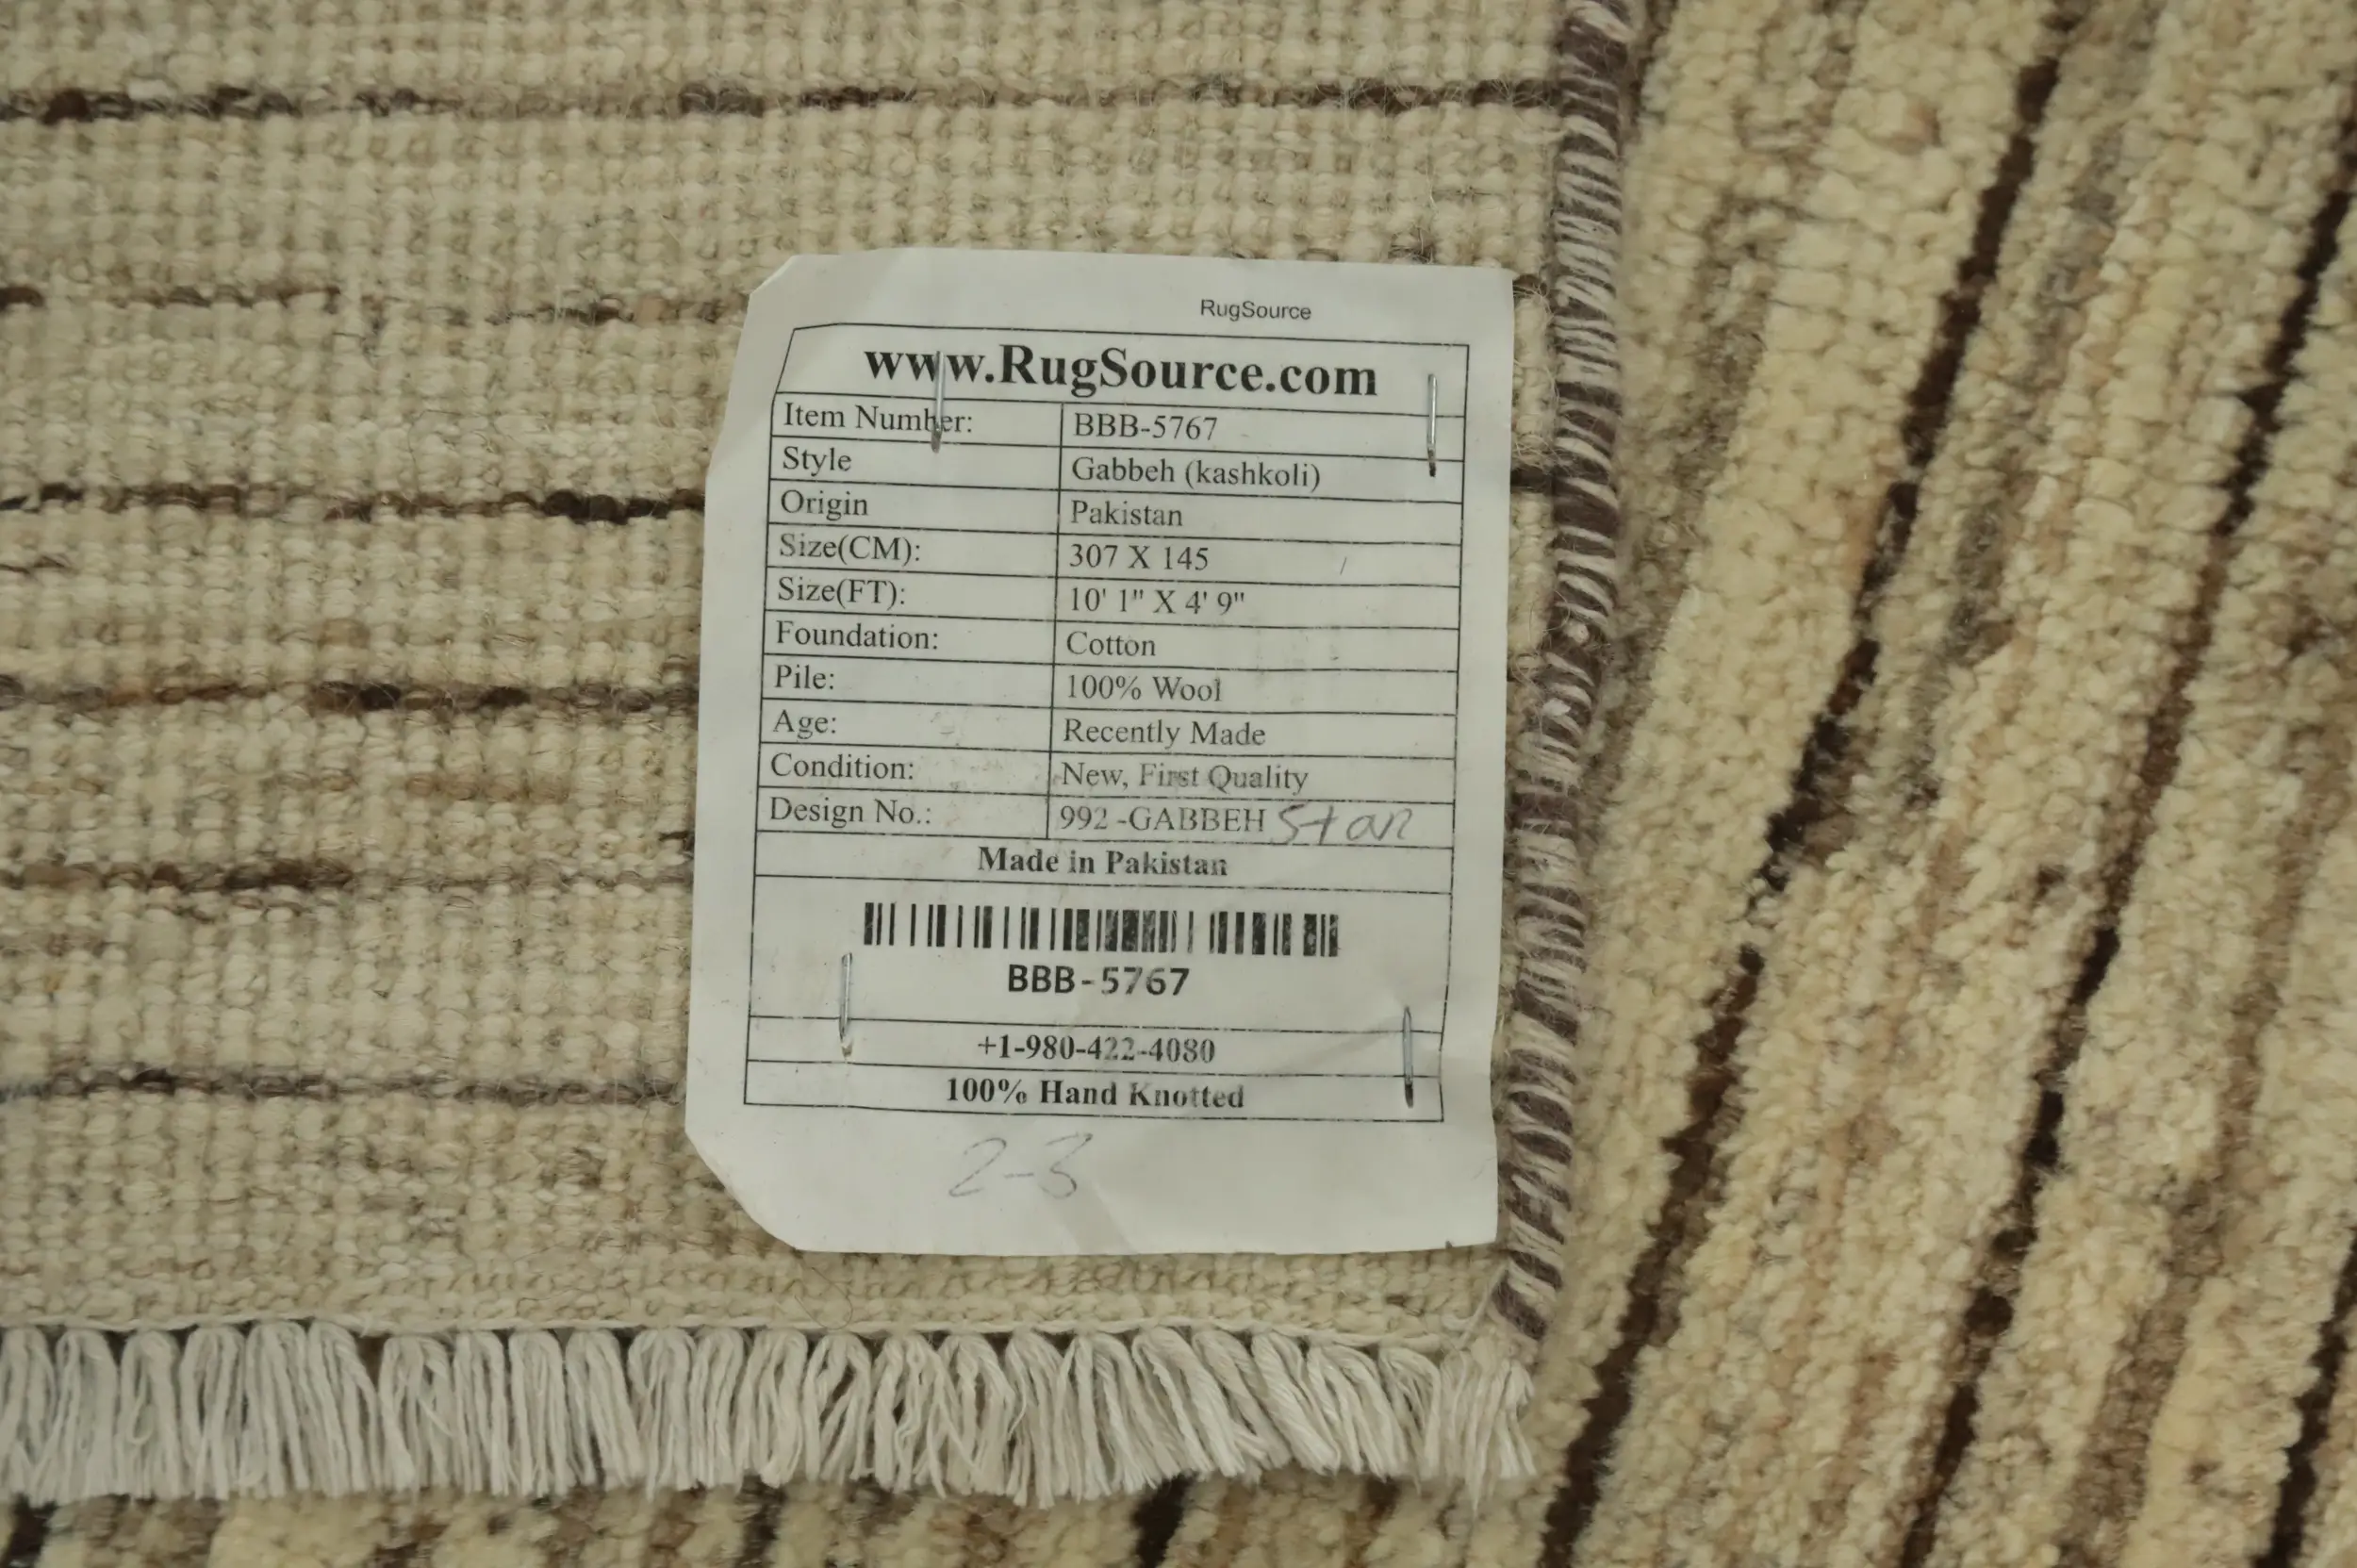 RugSource
www.RugSource.com
Item Number: BBB-5767
Style Gabbeh (kashkoli)
Origin Pakistan
Size(CM): 307 X 145
Size(FT): 10' 1" X 4' 9"
Foundation: Cotton
Pile: 100% Wool
Age: Recently Made
Condition: New, First Quality
Design No.: 992 -GABBEH Star
Made in Pakistan
BBB-5767
+1-980-422-4080
100% Hand Knotted
2-3